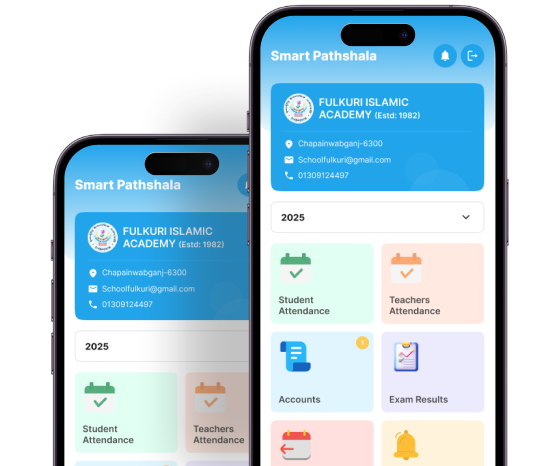 Smart Pathshala
FULKURI ISLAMIC
ACADEMY (Estd: 1982)
Chapainwabganj-6300
Schoolfulkuri@gmail.com
01309124497
2025
Student
Attendance
Teachers
Attendance
Accounts
Exam Results
Smart Pathshala
FULKURI ISLAMIC
ACADEMY (Estd: 1982)
Chapainwabganj-6300
Schoolfulkuri@gmail.com
01309124497
2025
Student
Attendance
Teachers
Attendance